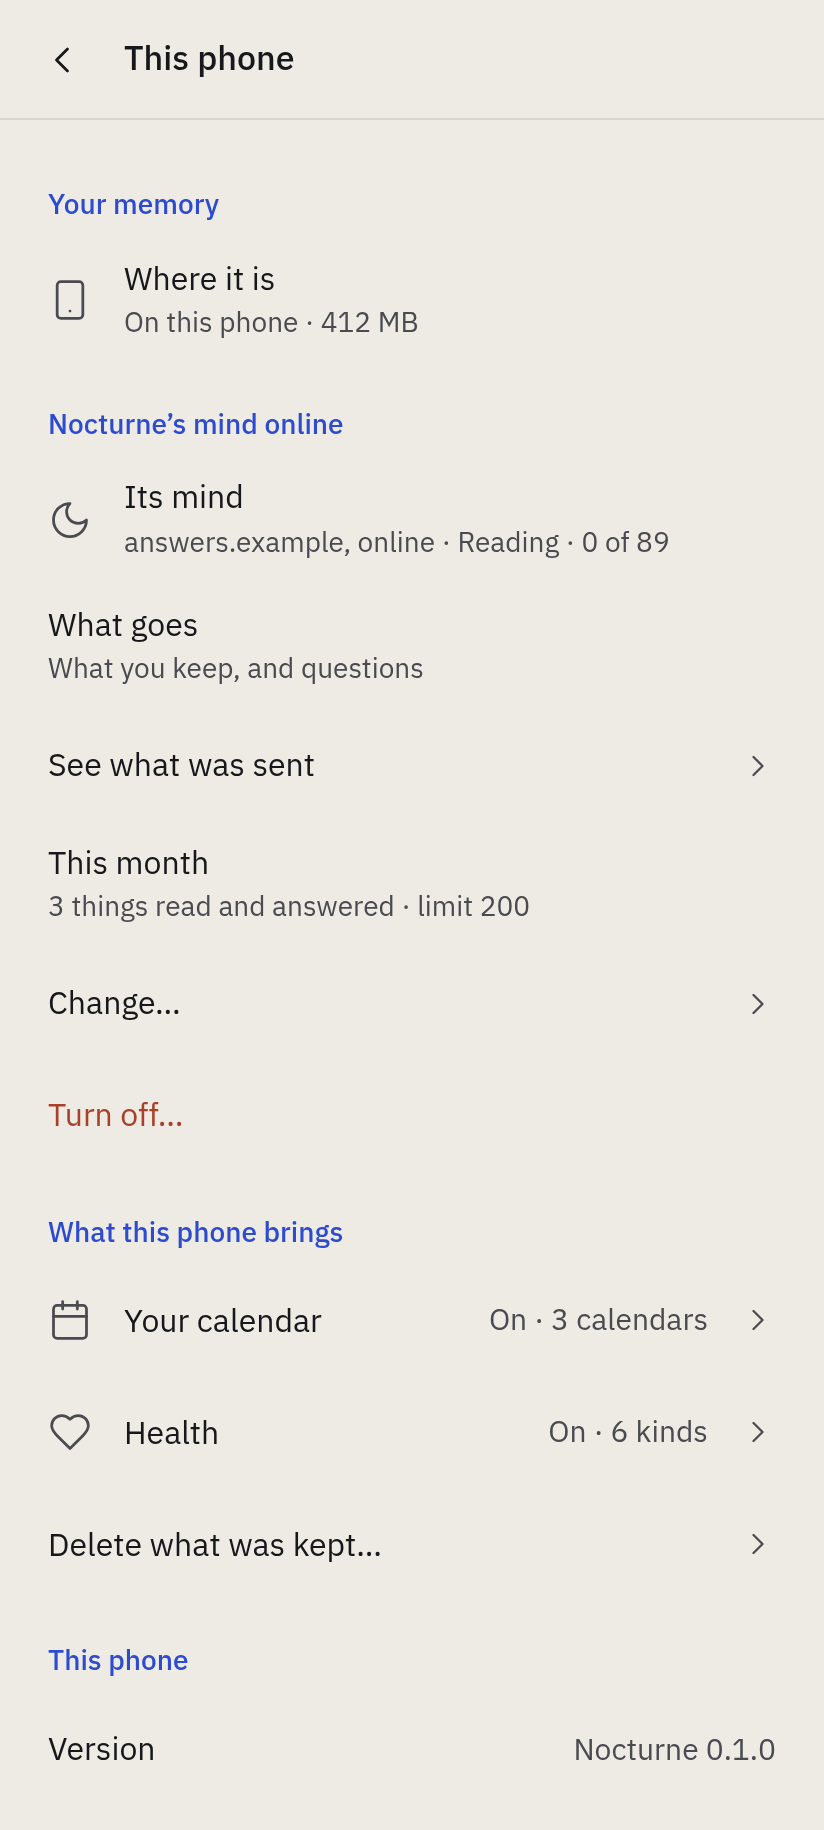 This phone
Your memory
Where it is
On this phone · 412 MB
Nocturne’s mind online
Its mind
answers.example, online · Reading · 0 of 89
What goes
What you keep, and questions
See what was sent
This month
3 things read and answered · limit 200
Change…
Turn off…
What this phone brings
Your calendar On · 3 calendars
Health On · 6 kinds
Delete what was kept…
This phone
Version Nocturne 0.1.0